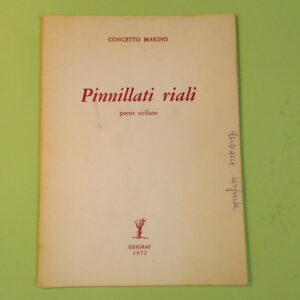 CONCETTO MARINO
Pinnillati riali
poesie siciliane
EDIGRAF
1972